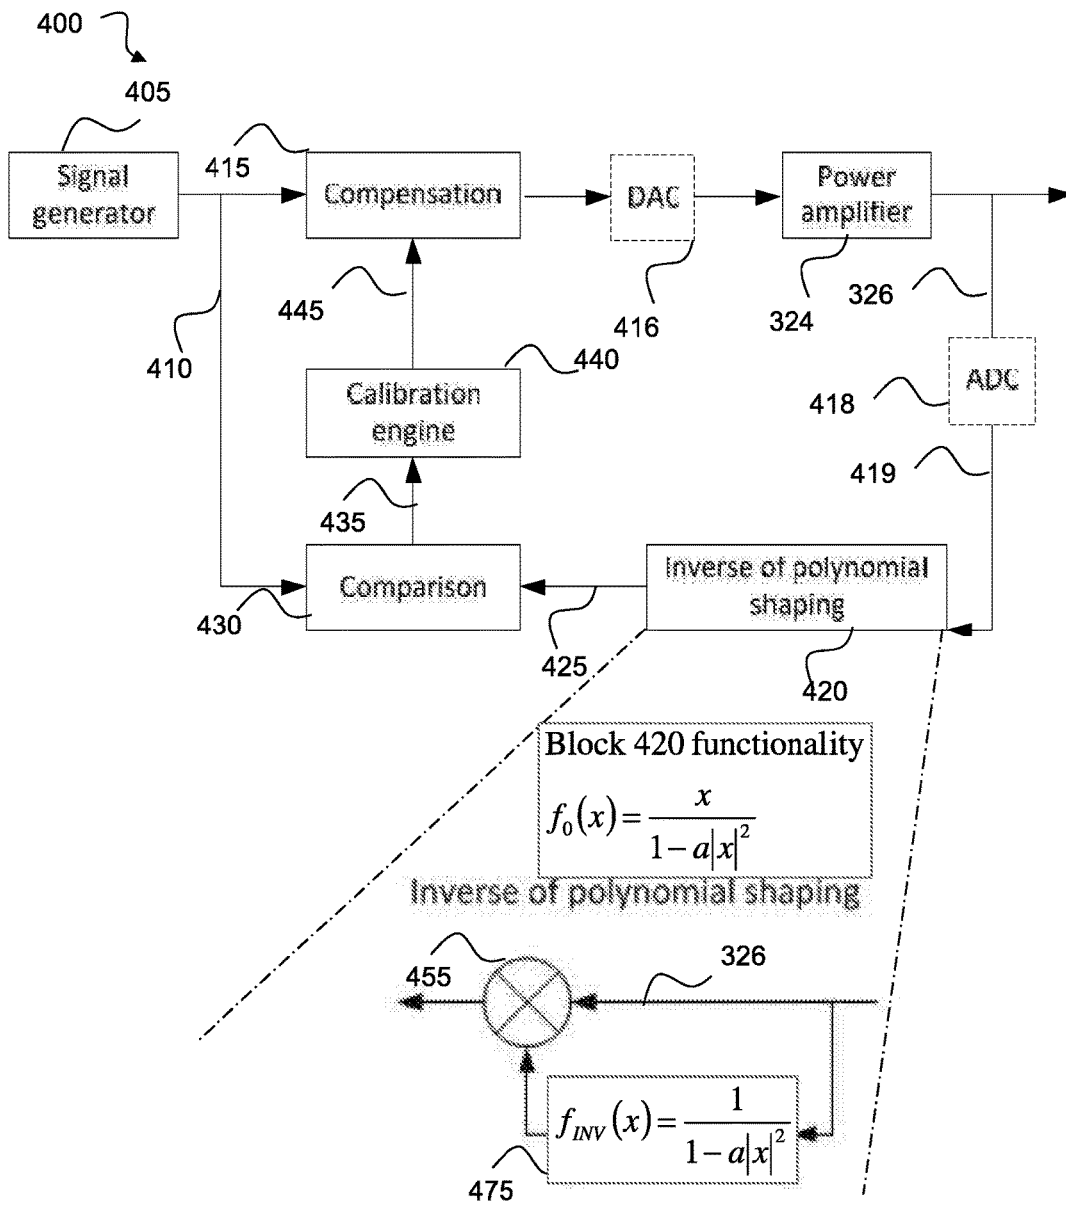 400
405
Signal
generator
415
Compensation
DAC
Power
amplifier
445
416
324
326
410
440
Calibration
engine
418
ADC
419
435
Comparison
Inverse of polynomial
shaping
430
425
420
Block 420 functionality
f₀(x) = x / (1 - a|x|²)
Inverse of polynomial shaping
455
326
f_INV(x) = 1 / (1 - a|x|²)
475